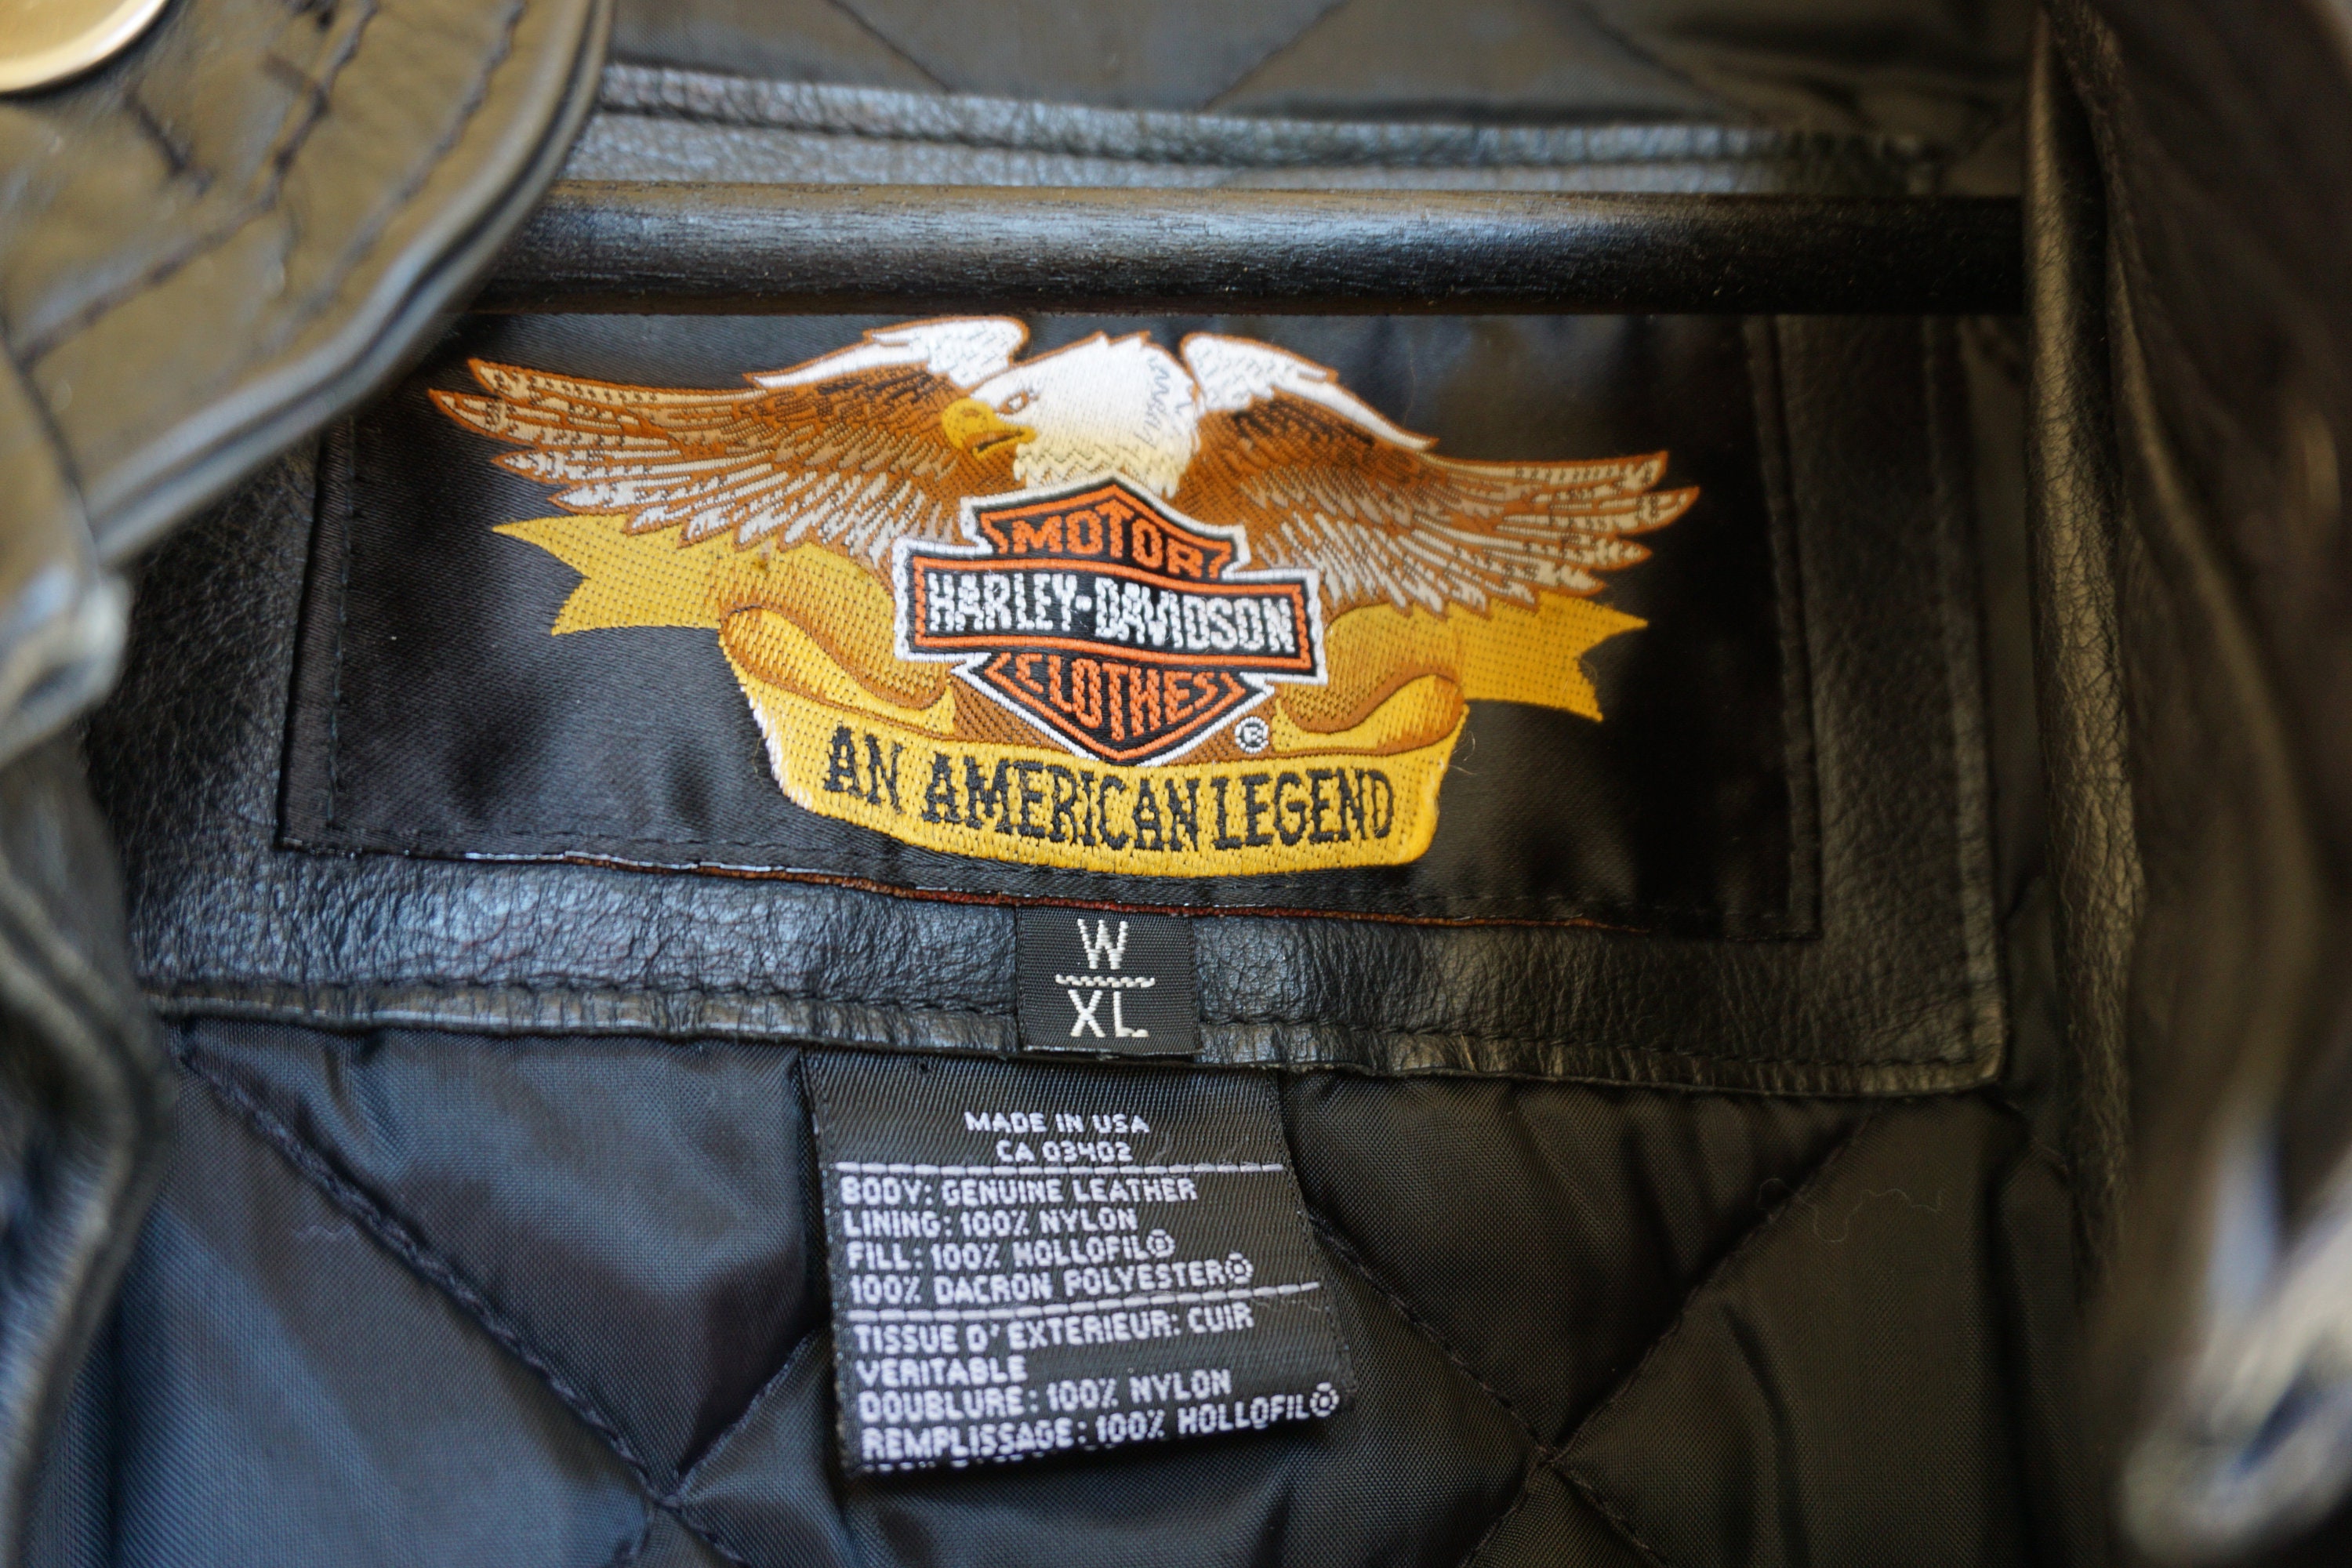 MOTOR
HARLEY-DAVIDSON
CLOTHES
®
AN AMERICAN LEGEND
W
XL
MADE IN USA
CA 03402
BODY: GENUINE LEATHER
LINING: 100% NYLON
FILL: 100% HOLLOFIL®
100% DACRON POLYESTER®
TISSUE D'EXTERIEUR: CUIR
VERITABLE
DOUBLURE: 100% NYLON
REMPLISSAGE: 100% HOLLOFIL®